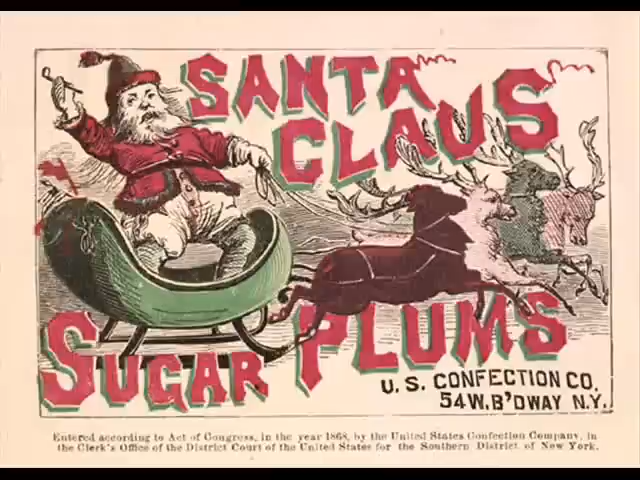 SANTA
CLAUS
SUGAR PLUMS
U. S. CONFECTION CO.
54 W. B'DWAY N.Y.
Entered according to Act of Congress, in the year 1868, by the United States Confection Company, in
the Clerk's Office of the District Court of the United States for the Southern District of New York.